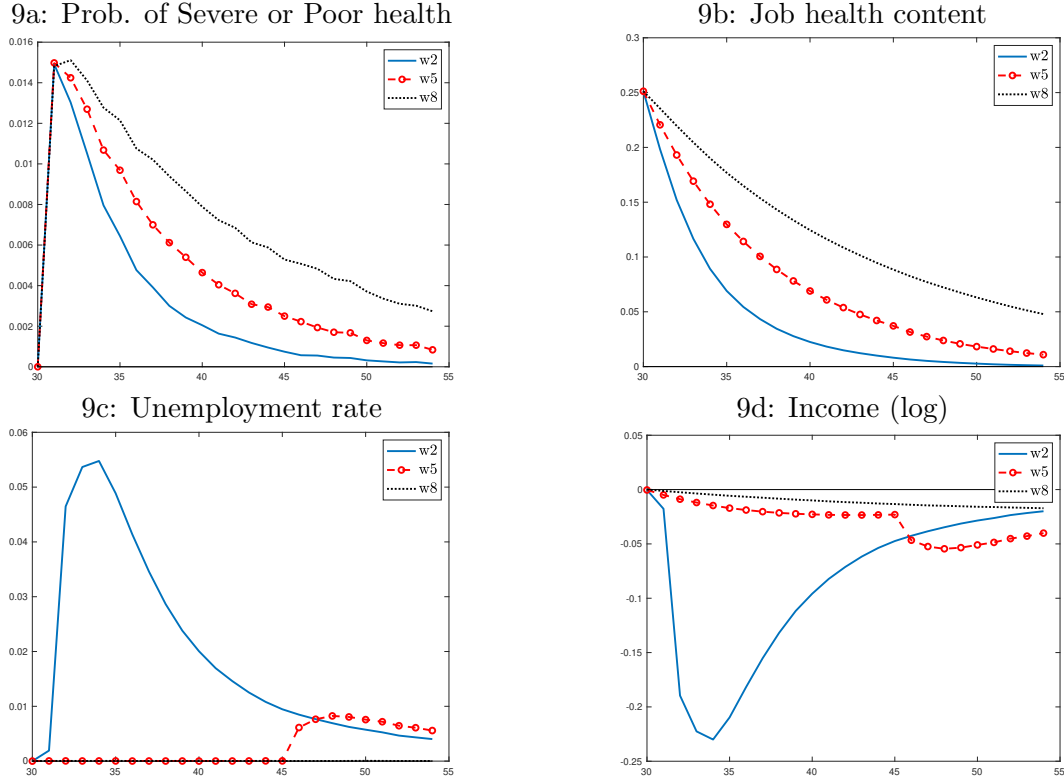 9a: Prob. of Severe or Poor health
0.016
0.014
0.012
0.01
0.008
0.006
0.004
0.002
0
30 35 40 45 50 55
w2
w5
w8
9b: Job health content
0.3
0.25
0.2
0.15
0.1
0.05
0
30 35 40 45 50 55
w2
w5
w8
9c: Unemployment rate
0.06
0.05
0.04
0.03
0.02
0.01
0
30 35 40 45 50 55
w2
w5
w8
9d: Income (log)
0.05
0
-0.05
-0.1
-0.15
-0.2
-0.25
30 35 40 45 50 55
w2
w5
w8